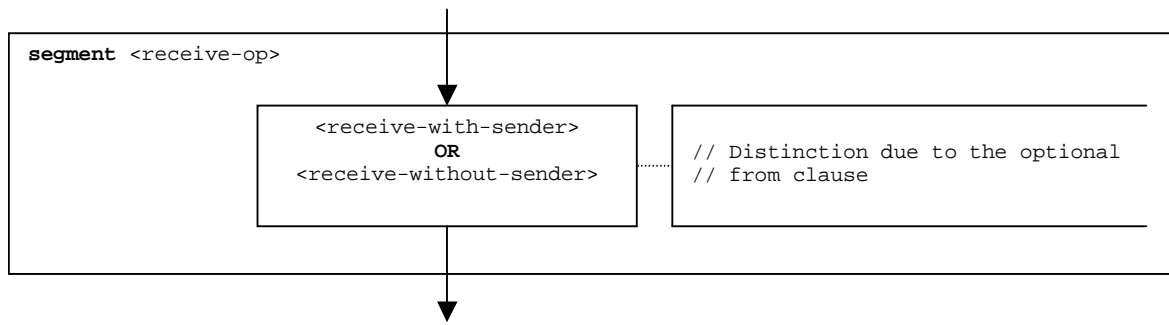 segment <receive-op>
<receive-with-sender>
OR
<receive-without-sender>
// Distinction due to the optional
// from clause